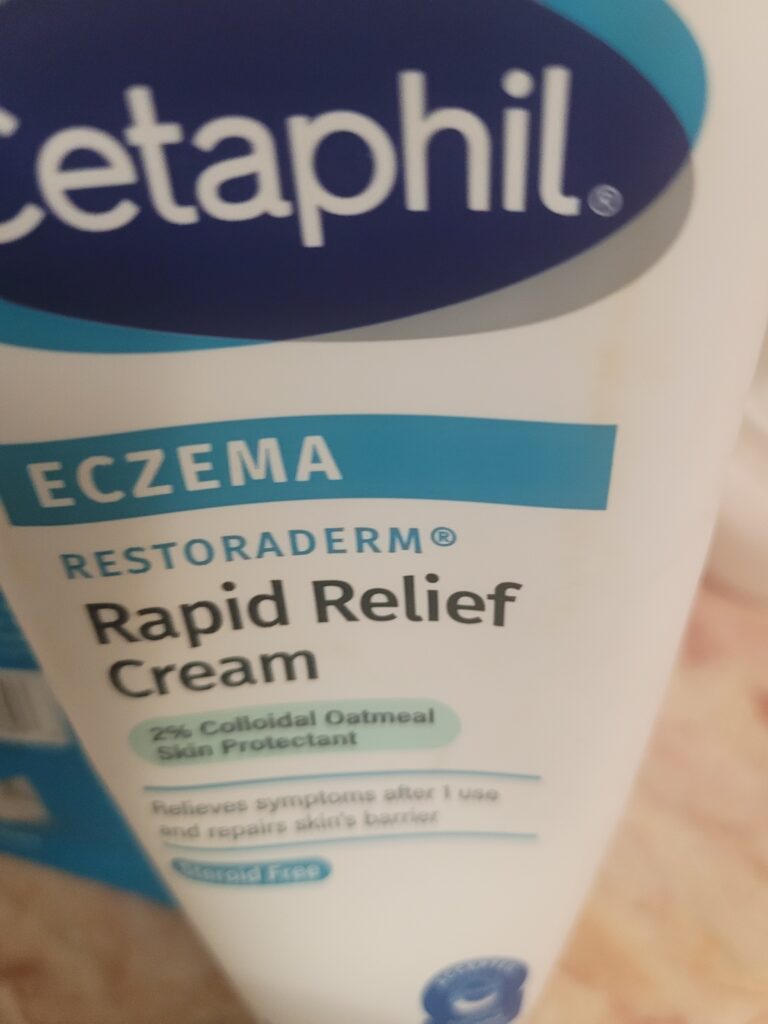 Cetaphil®
ECZEMA
RESTORADERM®
Rapid Relief
Cream
2% Colloidal Oatmeal
Skin Protectant
Relieves symptoms after 1 use
and repairs skin's barrier
Steroid Free